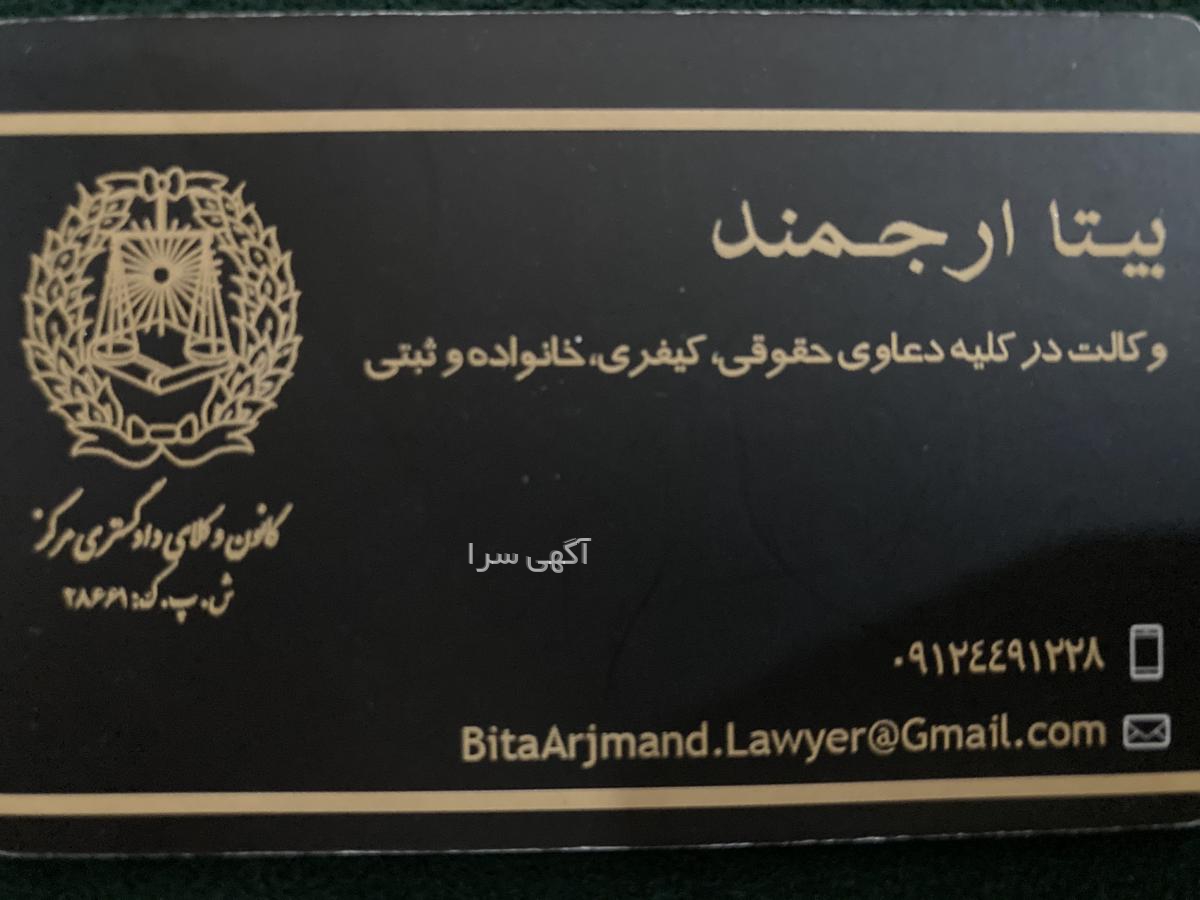 بیتا ارجمند
وکالت در کلیه دعاوی حقوقی، کیفری، خانواده و ثبتی
کانون وکلای دادگستری مرکز
ش. پ. ک: ۲۸۶۶۱
آگهی سرا
۰۹۱۲٤٤۹۱۲۲۸
BitaArjmand.Lawyer@Gmail.com